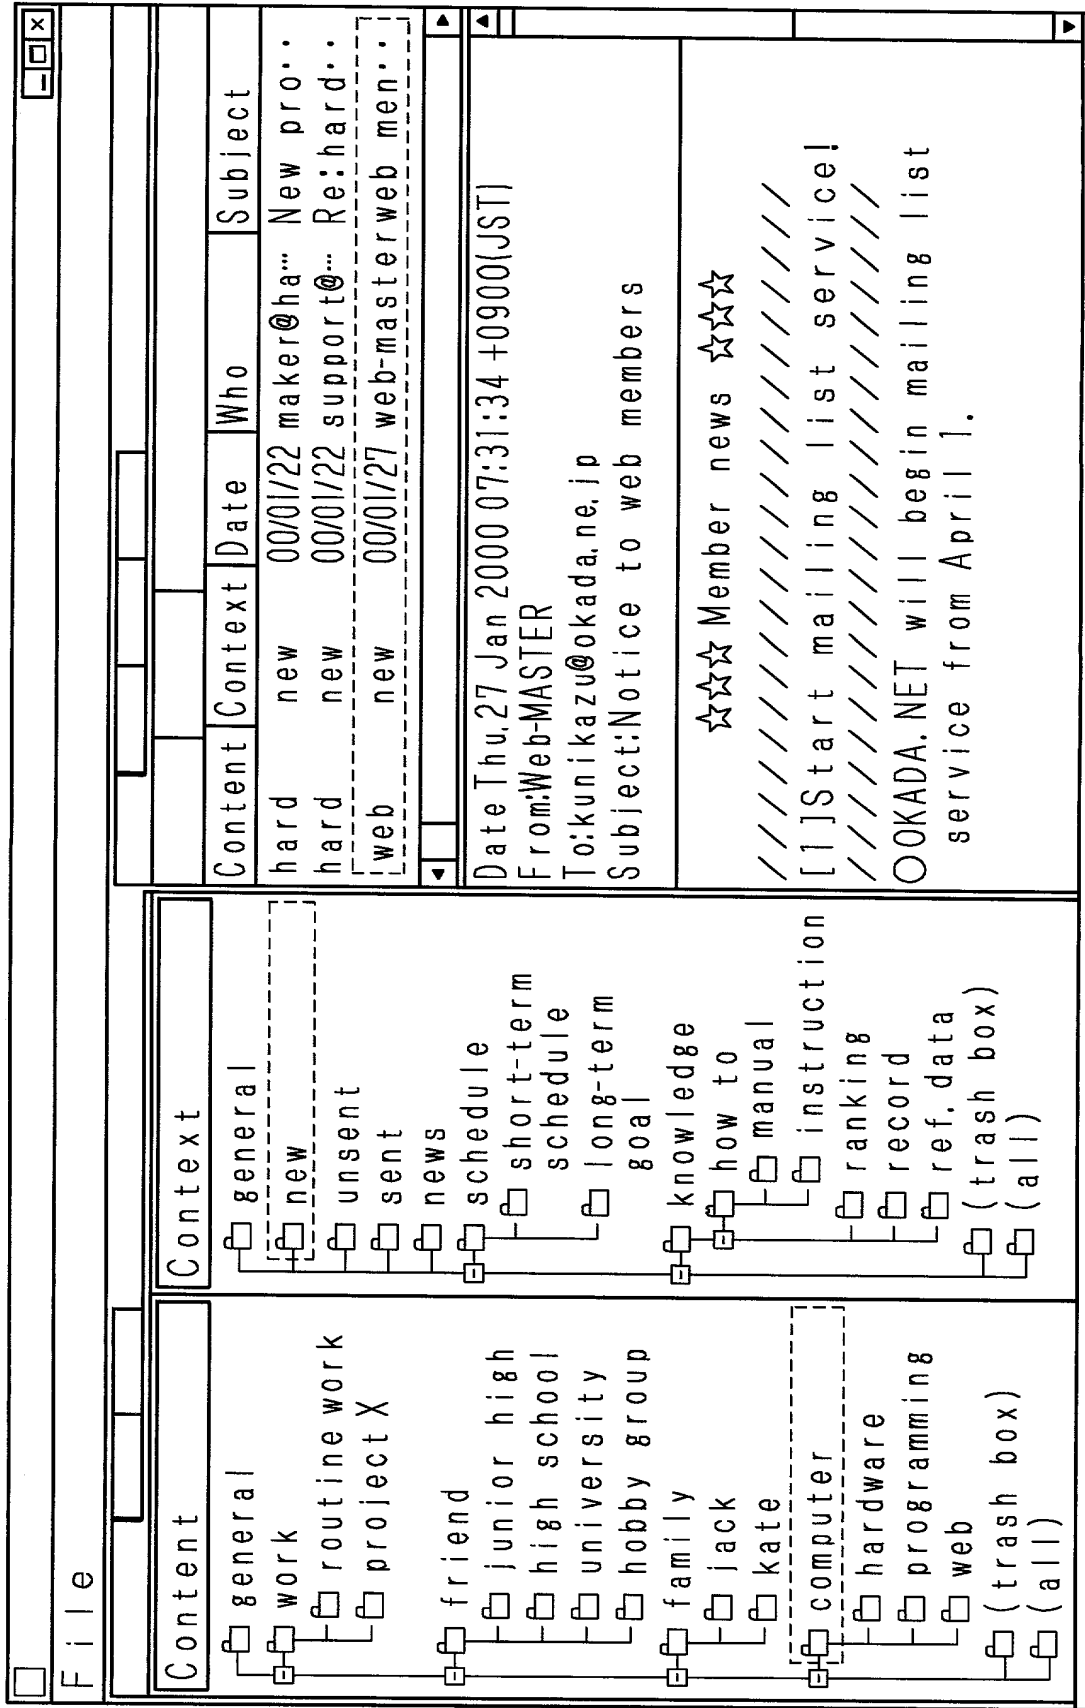 File
Content
general
work
routine work
project X
friend
junior high
high school
university
hobby group
family
jack
kate
computer
hardware
programming
web
(trash box)
(all)
Context
general
new
unsent
sent
news
schedule
short-term
schedule
long-term
goal
knowledge
how to
manual
instruction
ranking
record
ref.data
(trash box)
(all)
Content Context Date Who Subject
hard new 00/01/22 maker@ha… New pro··
hard new 00/01/22 support@… Re:hard··
web new 00/01/27 web-masterweb men··
Date Thu,27 Jan 2000 07:31:34 +0900(JST)
From:Web-MASTER
To:kunikazu@okada.ne.jp
Subject:Notice to web members
☆☆☆ Member news ☆☆☆
//////////////////////
[1]Start mailing list service!
//////////////////////
○OKADA.NET will begin mailing list
service from April 1.